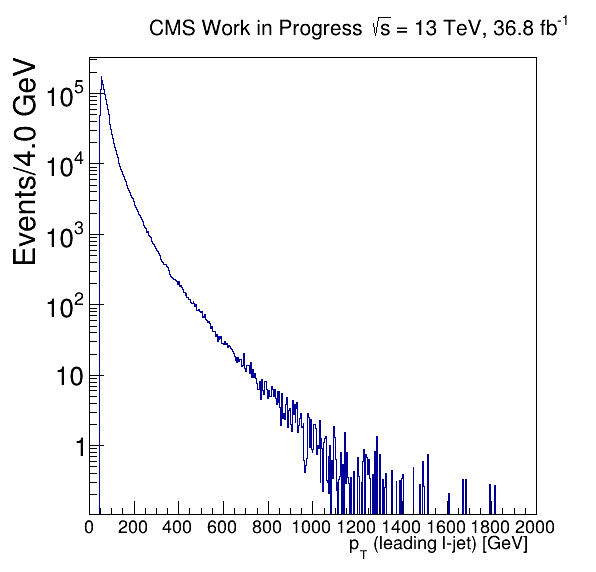 CMS Work in Progress √s = 13 TeV, 36.8 fb⁻¹
Events/4.0 GeV
10⁵
10⁴
10³
10²
10
1
0 200 400 600 800 1000 1200 1400 1600 1800 2000
p_T (leading l-jet) [GeV]